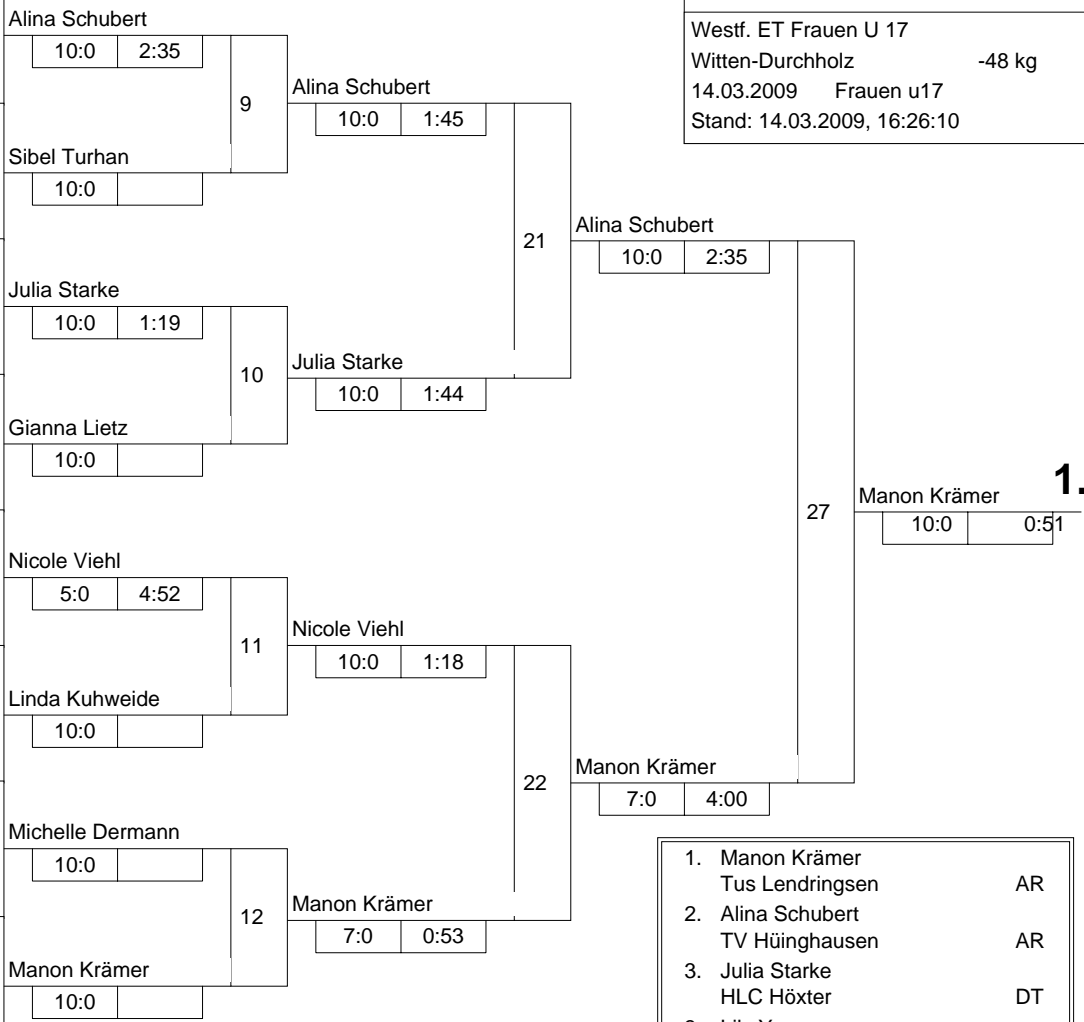 Alina Schubert
10:0 2:35
9
Sibel Turhan
10:0
Julia Starke
10:0 1:19
10
Gianna Lietz
10:0
Nicole Viehl
5:0 4:52
11
Linda Kuhweide
10:0
Michelle Dermann
10:0
12
Manon Krämer
10:0
Alina Schubert
10:0 1:45
21
Julia Starke
10:0 1:44
Nicole Viehl
10:0 1:18
22
Manon Krämer
7:0 0:53
Alina Schubert
10:0 2:35
27
Manon Krämer
7:0 4:00
Manon Krämer 1.
10:0 0:51
Westf. ET Frauen U 17
Witten-Durchholz -48 kg
14.03.2009 Frauen u17
Stand: 14.03.2009, 16:26:10
1. Manon Krämer
Tus Lendringsen AR
2. Alina Schubert
TV Hüinghausen AR
3. Julia Starke
HLC Höxter DT